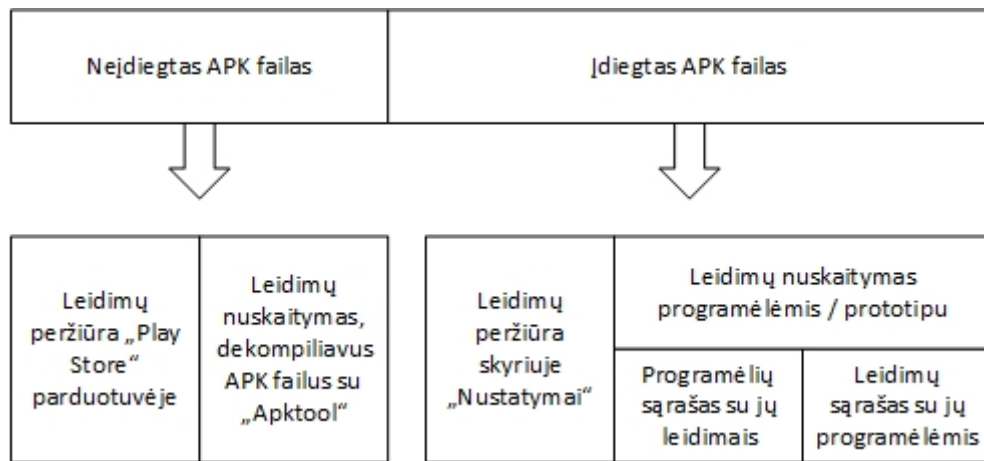 Neįdiegtas APK failas
Įdiegtas APK failas
Leidimų
peržiūra „Play
Store“
parduotuvėje
Leidimų
nuskaitymas,
dekompiliavus
APK failus su
„Apktool“
Leidimų
peržiūra
skyriuje
„Nustatymai“
Leidimų nuskaitymas
programėlėmis / prototipu
Programėlių
sąrašas su jų
leidimais
Leidimų
sąrašas su jų
programėlėmis